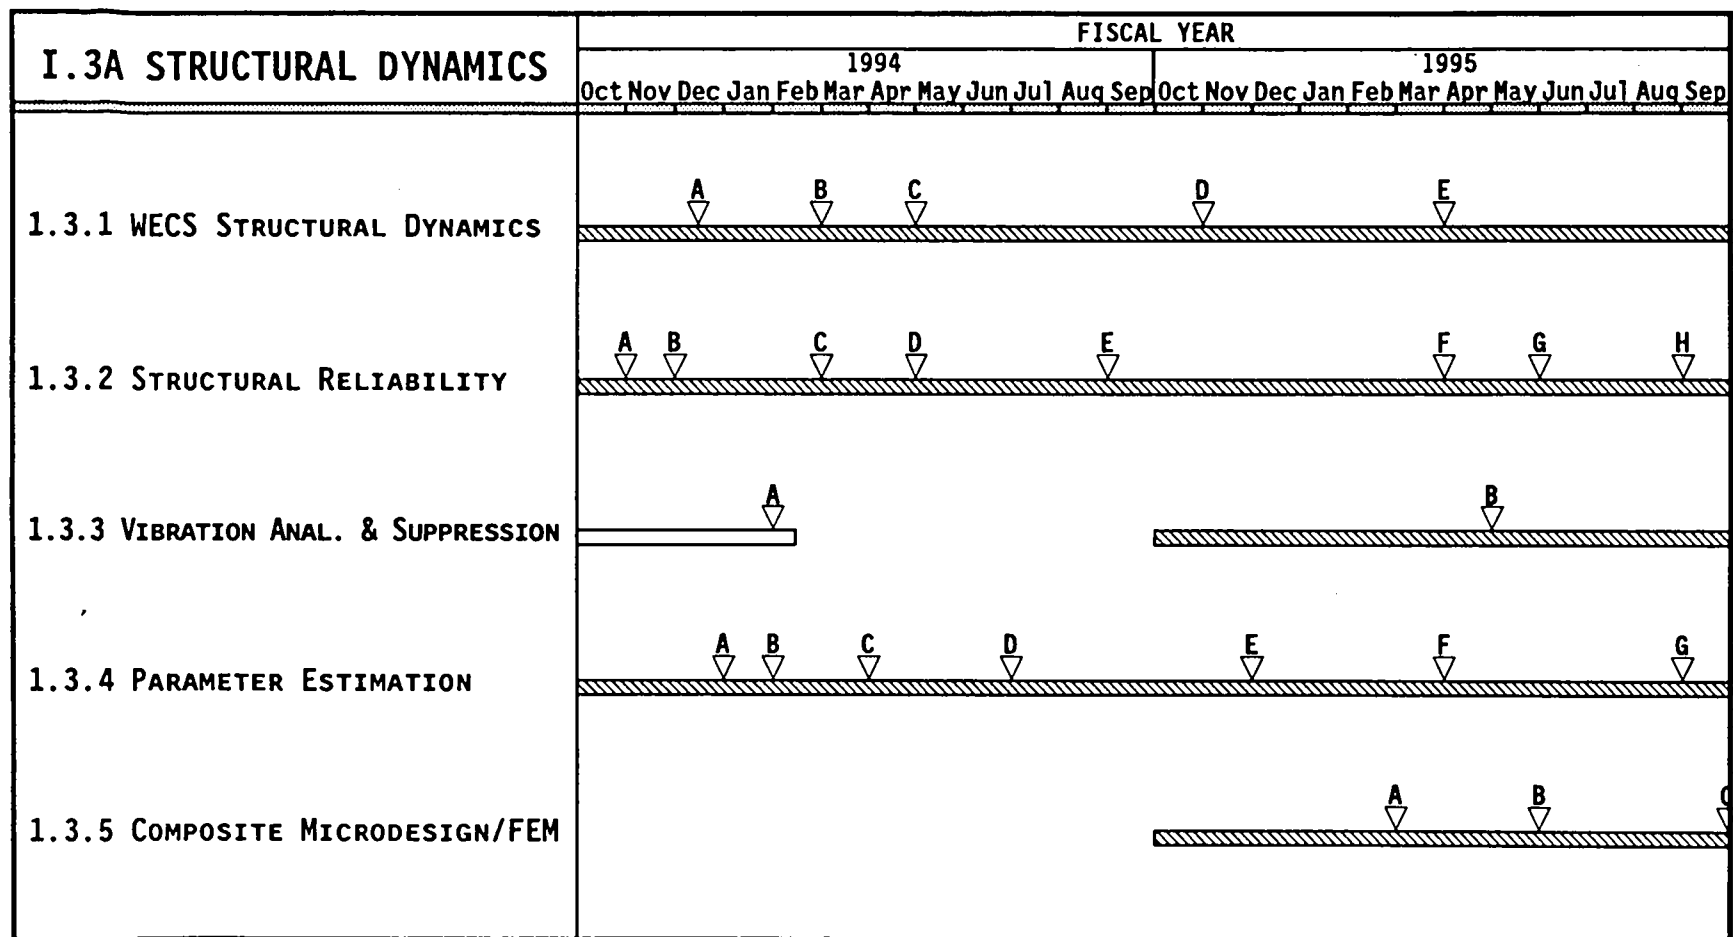 FISCAL YEAR
I.3A STRUCTURAL DYNAMICS
1994 1995
Oct Nov Dec Jan Feb Mar Apr May Jun Jul Aug Sep Oct Nov Dec Jan Feb Mar Apr May Jun Jul Aug Sep
A B C D E
1.3.1 WECS STRUCTURAL DYNAMICS
A B C D E F G H
1.3.2 STRUCTURAL RELIABILITY
A B
1.3.3 VIBRATION ANAL. & SUPPRESSION
A B C D E F G
1.3.4 PARAMETER ESTIMATION
A B
1.3.5 COMPOSITE MICRODESIGN/FEM